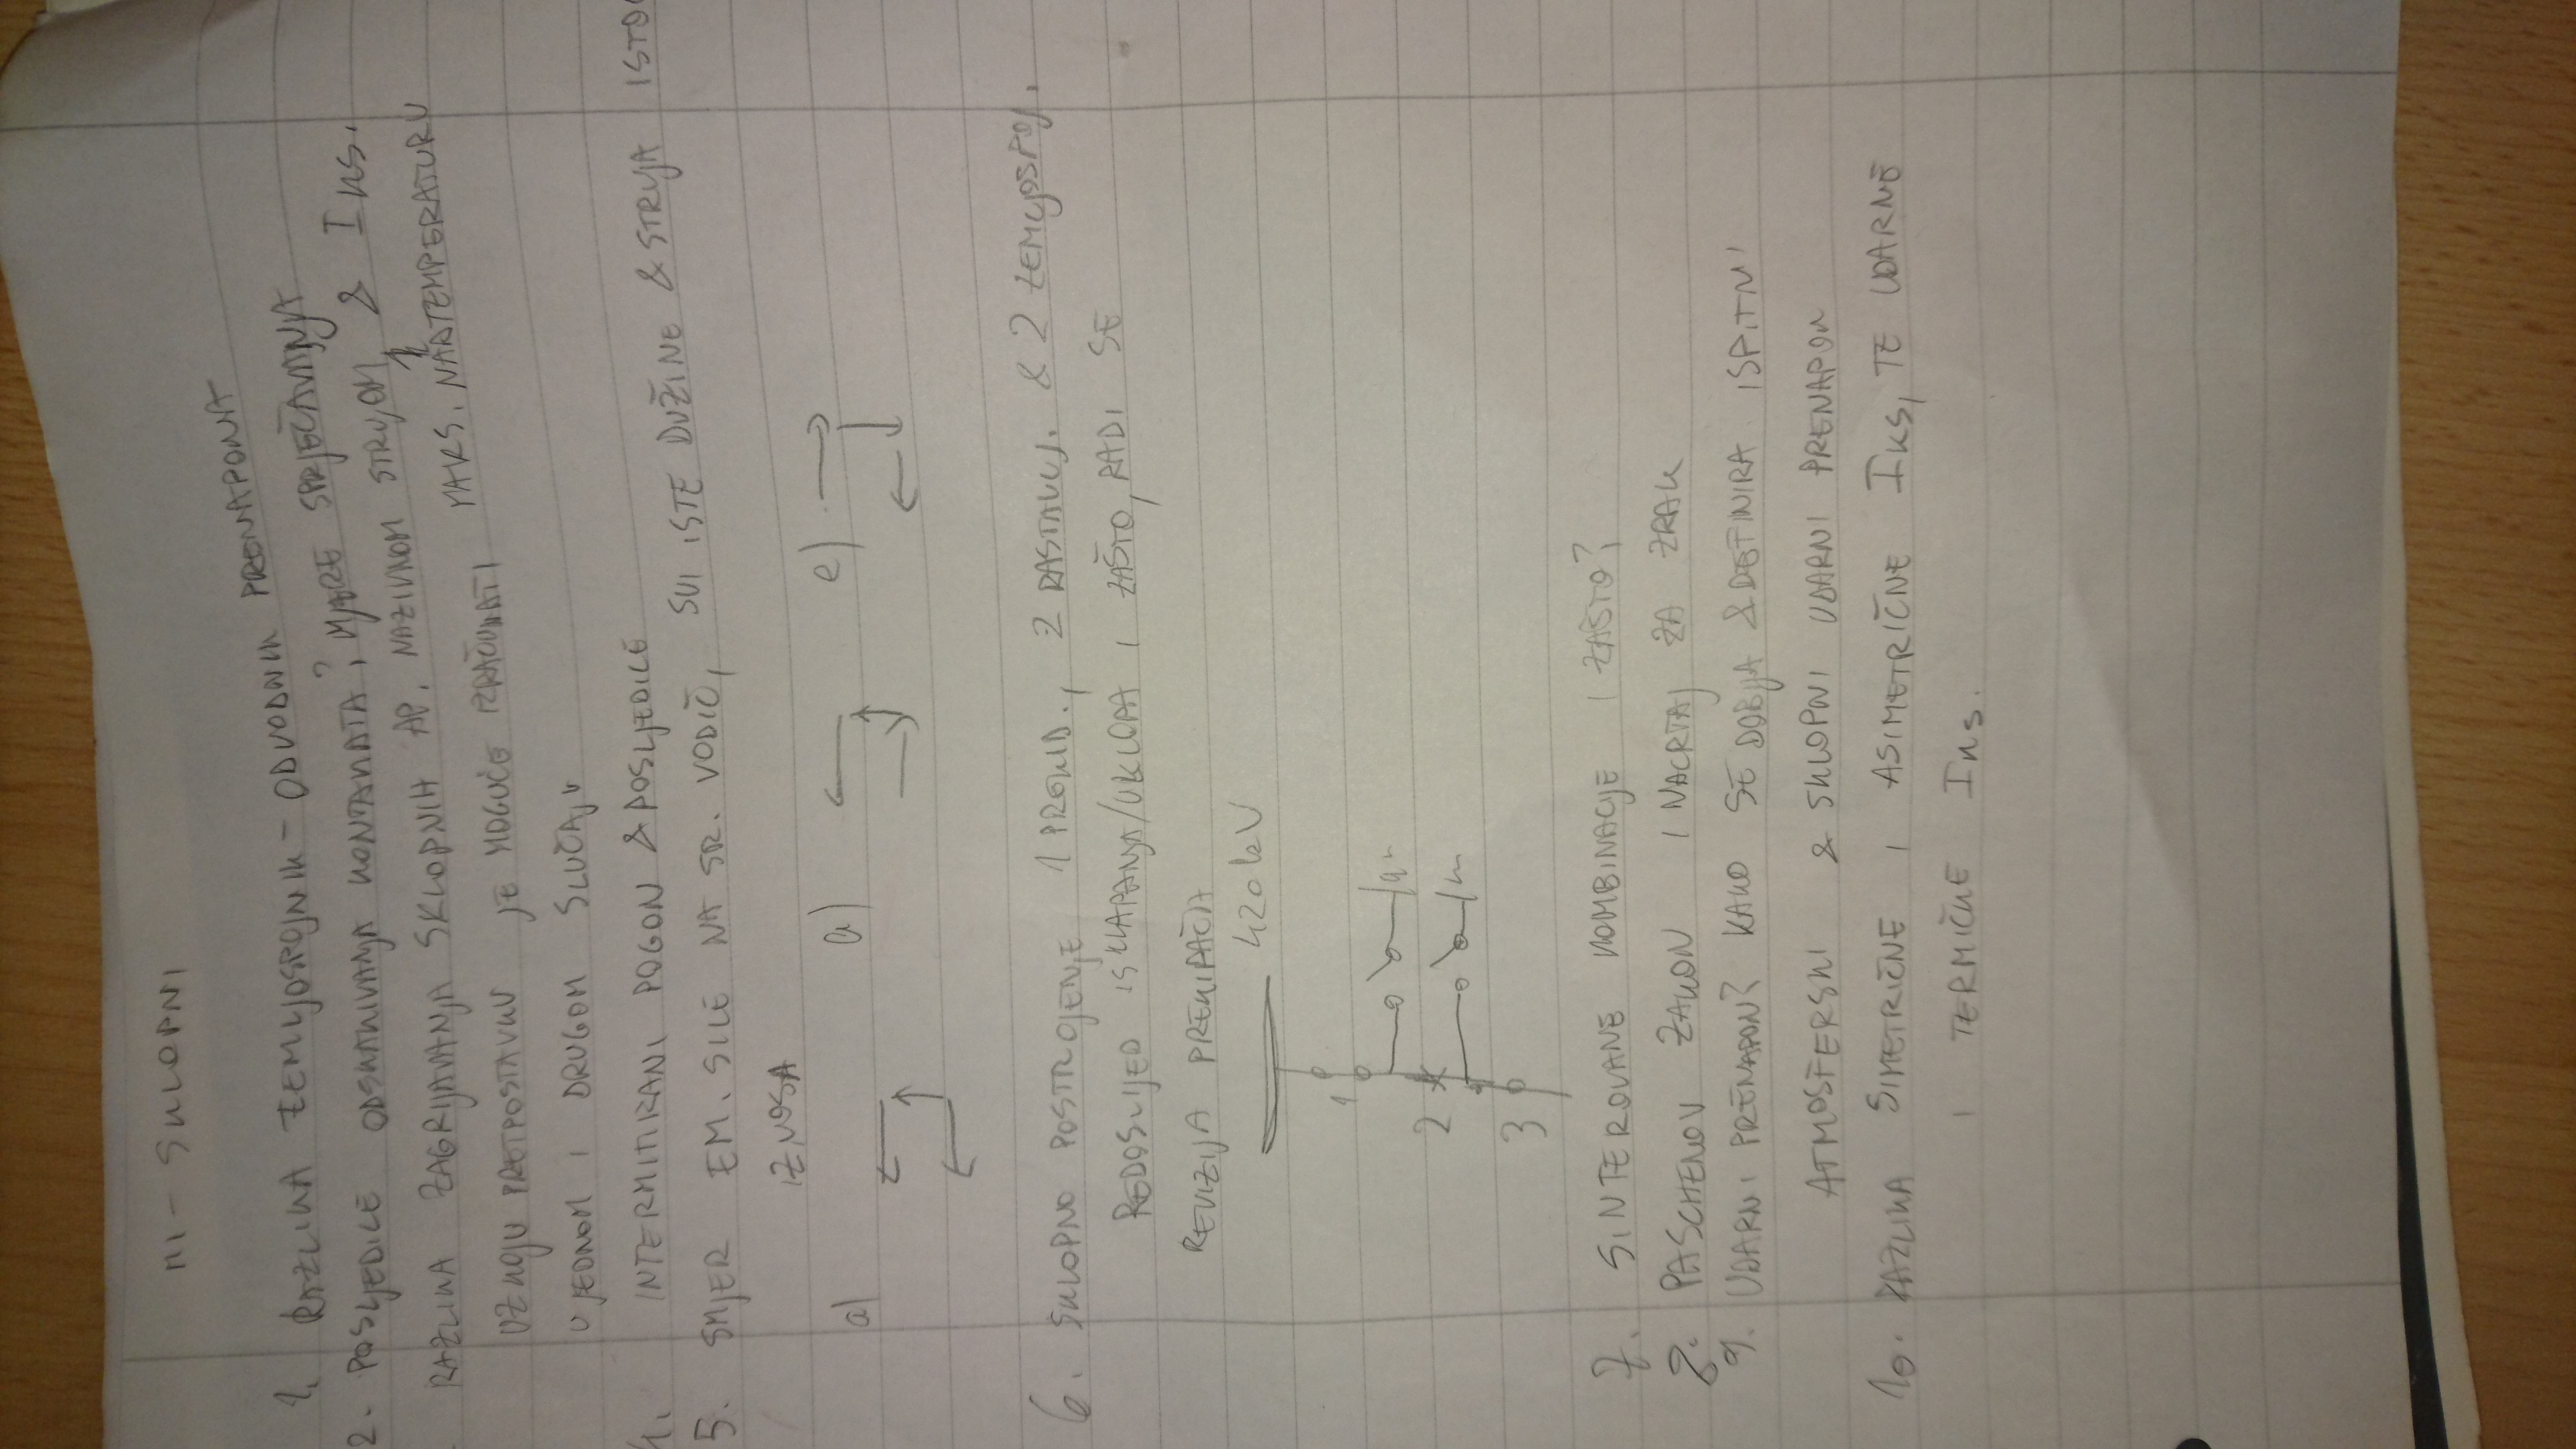 MI - SKLOPNI
1. RAZLIKA ZEMLJOSPOJNIK - ODVODNIK PRENAPONA
2. POSLJEDICE ODSKAKIVANJA KONTAKATA?, MJERE SPRJEČAVANJA
RAZLIKA ZAGRIJAVANJA SKLOPNIH AP. NAZIVNOM STRUJOM & Iks.
UZ KOJU PRETPOSTAVKU JE MOGUĆE IZRAČUNATI MAKS. NADTEMPERATURU
U JEDNOM I DRUGOM SLUČAJU
4. INTERMITIRANI POGON & POSLJEDICE
5. SMJER EM. SILE NA SR. VODIČ, SVI ISTE DUŽINE & STRUJA ISTOG
IZNOSA
a) a) e)
6. SKLOPNO POSTROJENJE 1 PREKID., 2 RASTAVLJ. & 2 ZEMLJOSPOJ.
REDOSLIJED ISKLAPANJA/UKLOPA I ZAŠTO, RADI SE
REVIZIJA PREKIDAČA
420 kV
1
2
3
7. SINTEROVANE KOMBINACIJE I ZAŠTO?
8. PASCHENOV ZAKON I NACRTAJ ZA ZRAK
9. UDARNI PRENAPON? KAKO SE DOBIJA & DEFINIRA ISPITNI
ATMOSFERSKI & SKLOPNI UDARNI PRENAPON
10. RAZLIKA SIMETRIČNE I ASIMETRIČNE Iks, TE UDARNE
I TERMIČKE Iks.